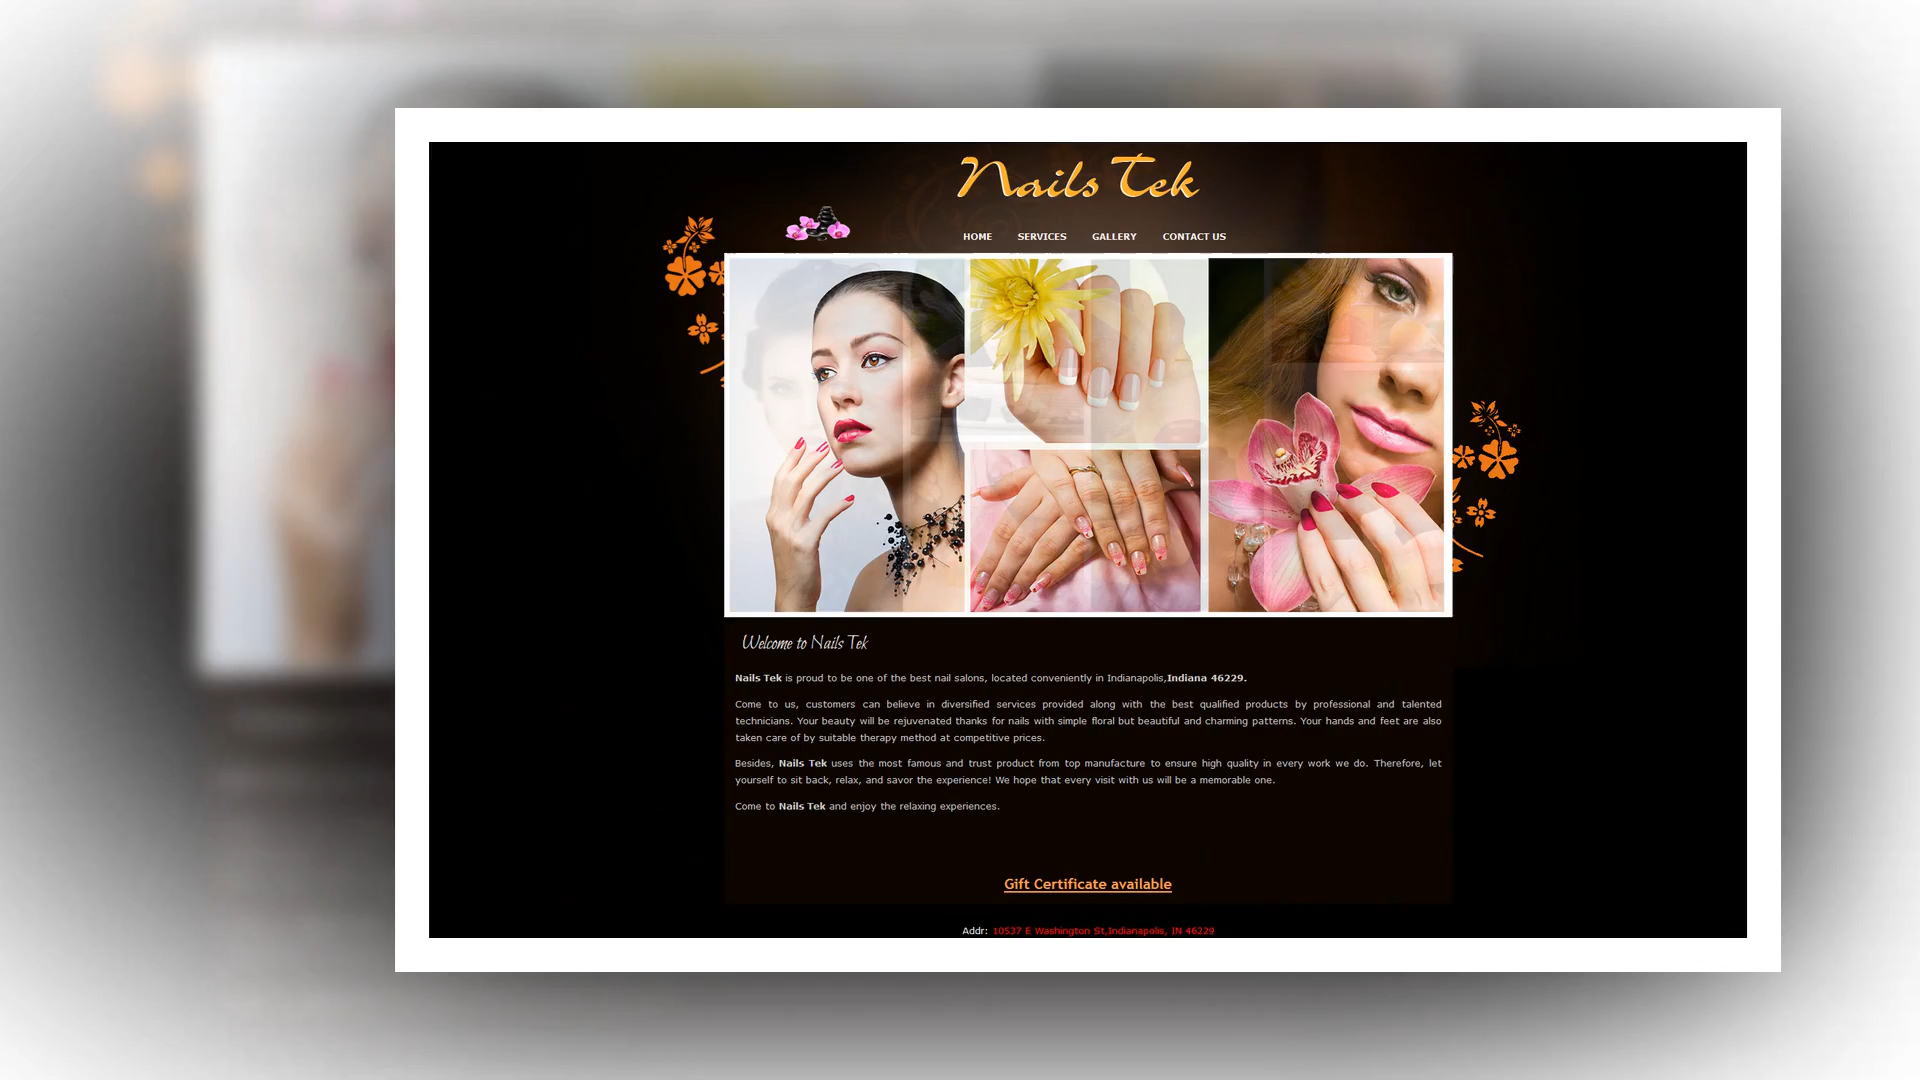 Nails Tek
HOME SERVICES GALLERY CONTACT US
Welcome to Nails Tek
Nails Tek is proud to be one of the best nail salons, located conveniently in Indianapolis,Indiana 46229.
Come to us, customers can believe in diversified services provided along with the best qualified products by professional and talented
technicians. Your beauty will be rejuvenated thanks for nails with simple floral but beautiful and charming patterns. Your hands and feet are also
taken care of by suitable therapy method at competitive prices.
Besides, Nails Tek uses the most famous and trust product from top manufacture to ensure high quality in every work we do. Therefore, let
yourself to sit back, relax, and savor the experience! We hope that every visit with us will be a memorable one.
Come to Nails Tek and enjoy the relaxing experiences.
Gift Certificate available
Addr: 10537 E Washington St,Indianapolis, IN 46229